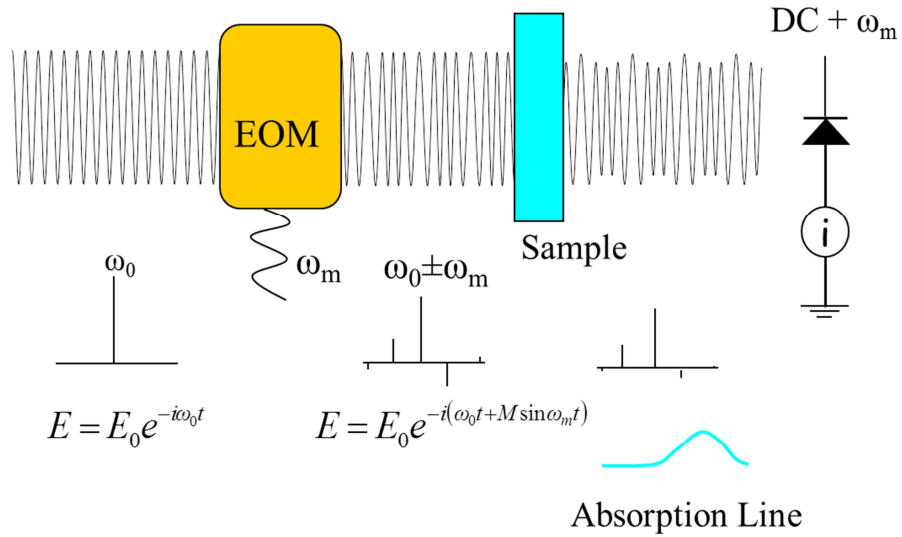 DC + ωₘ
EOM
i
Sample
ω₀
ωₘ
ω₀±ωₘ
E = E₀e^{-iω₀t}
E = E₀e^{-i(ω₀t+M sin ωₘt)}
Absorption Line